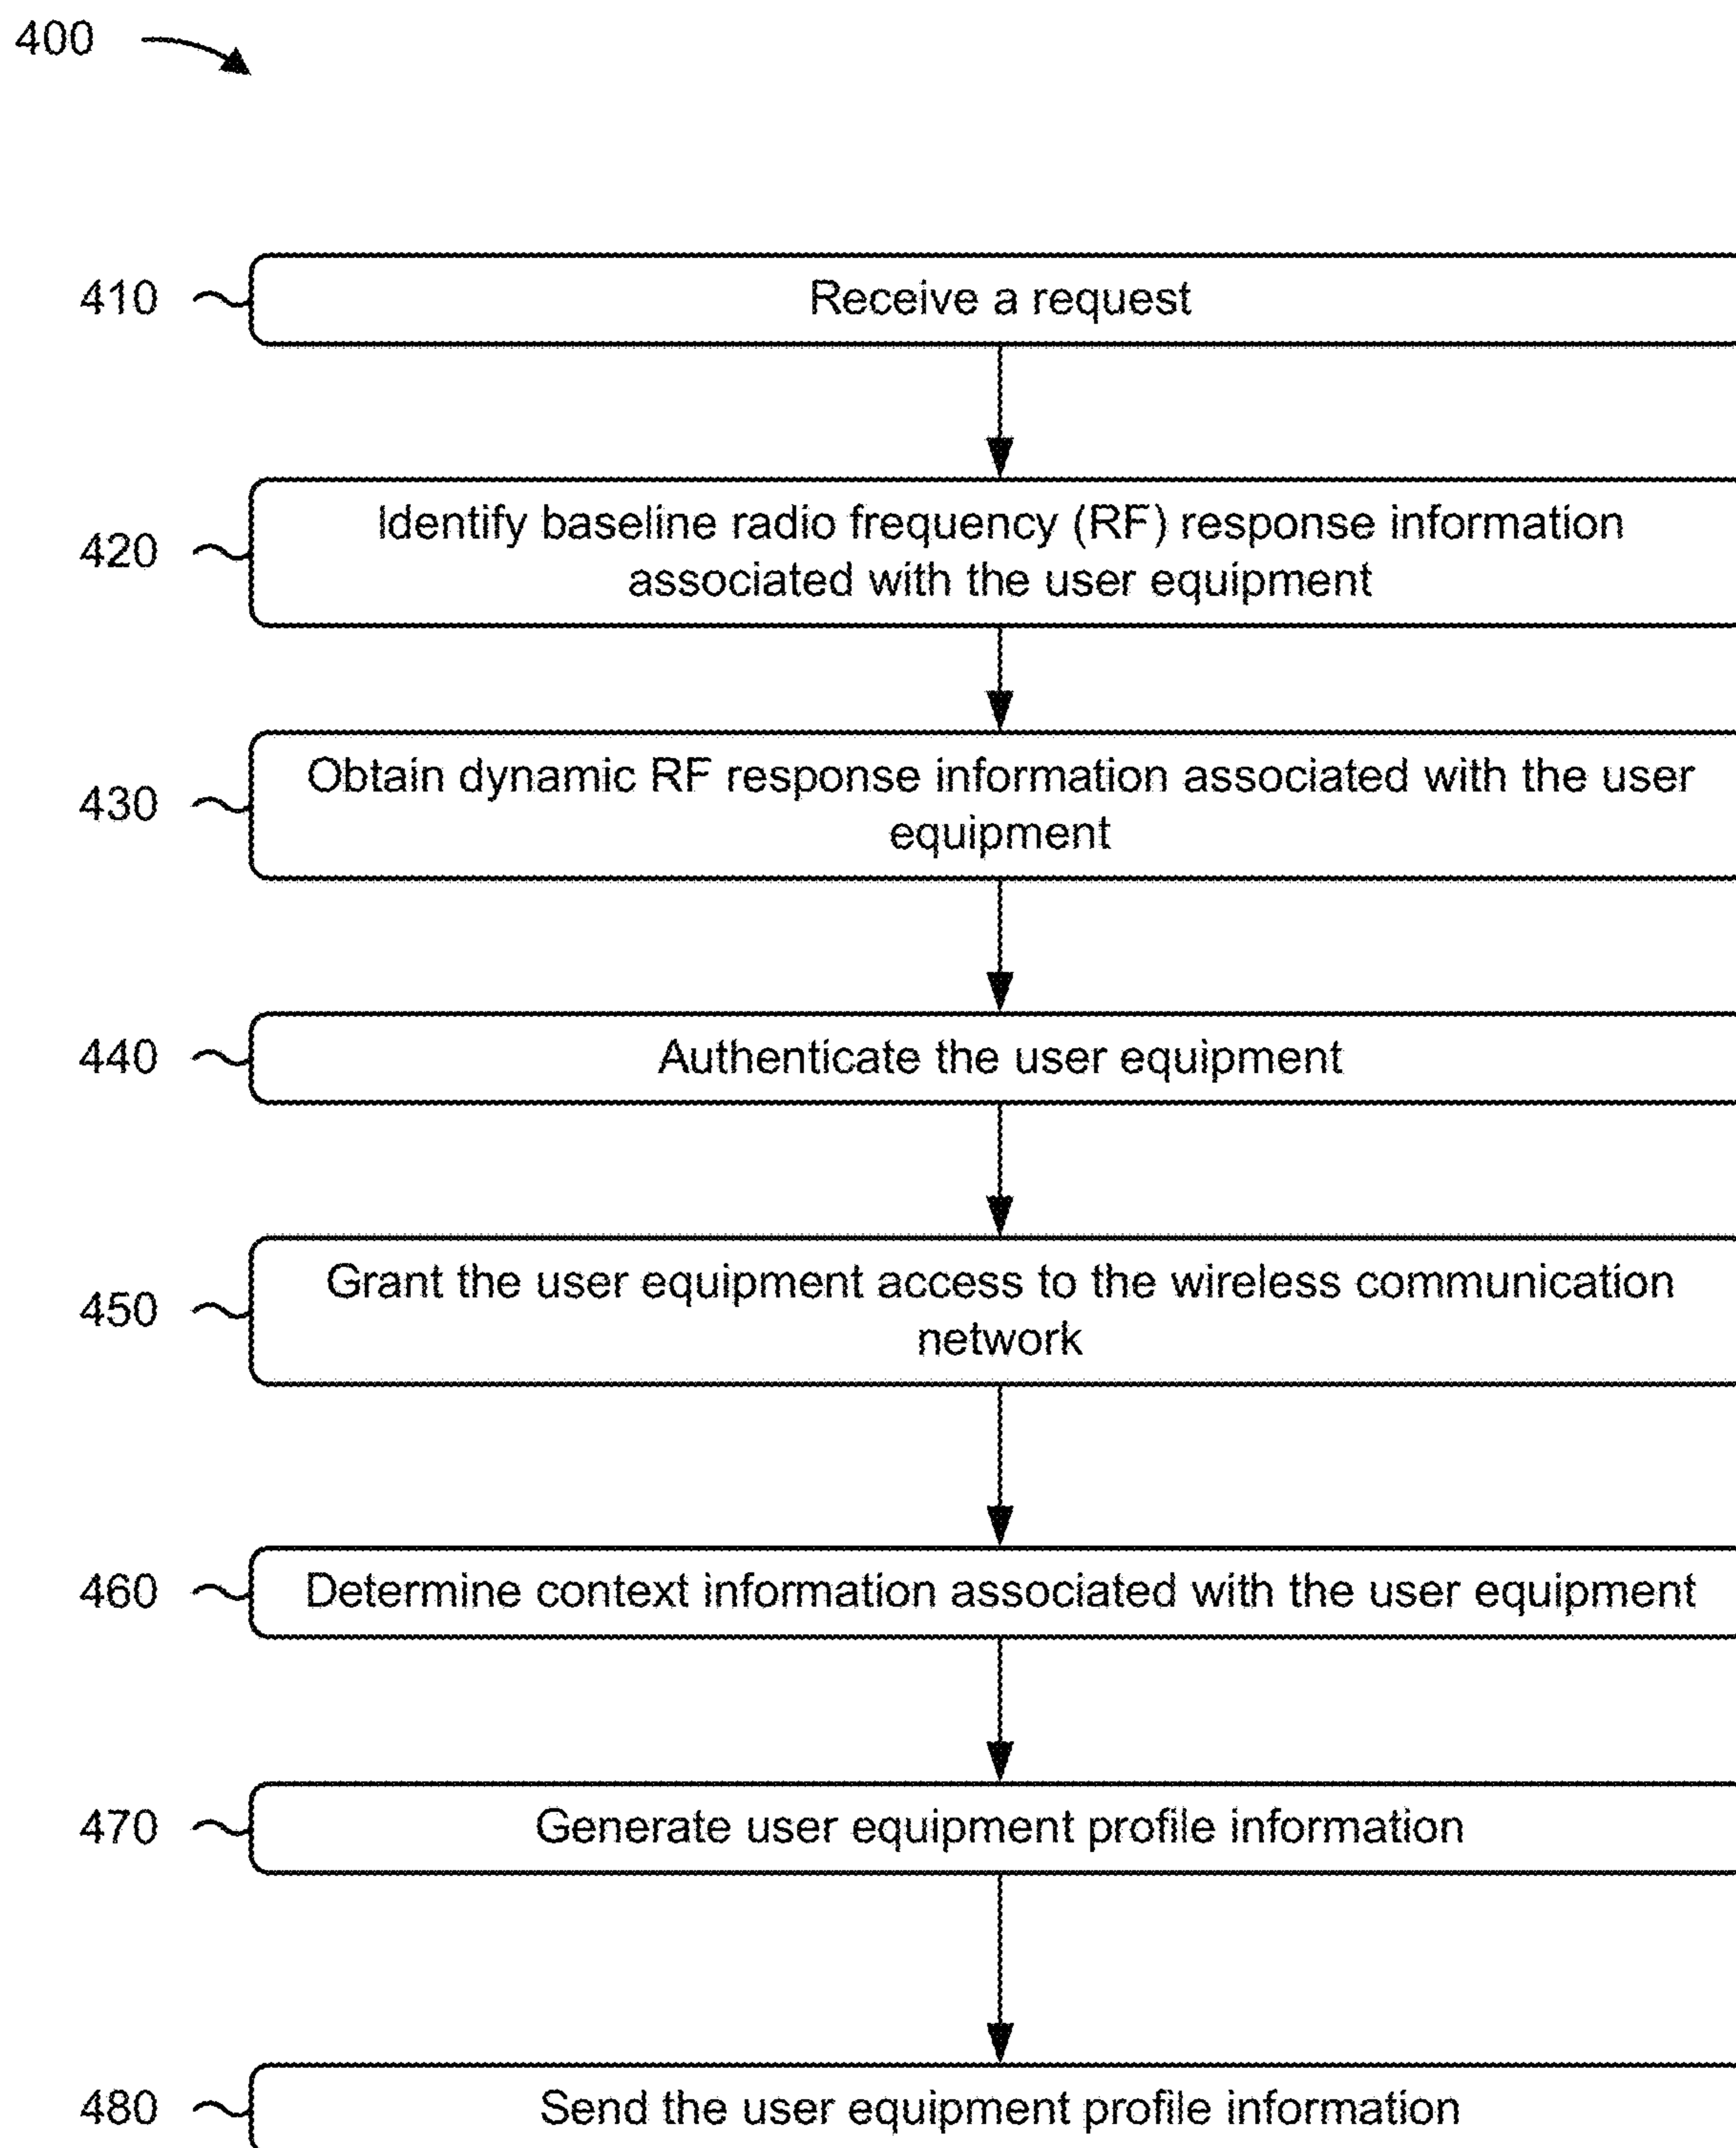 400
410
Receive a request
420
Identify baseline radio frequency (RF) response information
associated with the user equipment
430
Obtain dynamic RF response information associated with the user
equipment
440
Authenticate the user equipment
450
Grant the user equipment access to the wireless communication
network
460
Determine context information associated with the user equipment
470
Generate user equipment profile information
480
Send the user equipment profile information